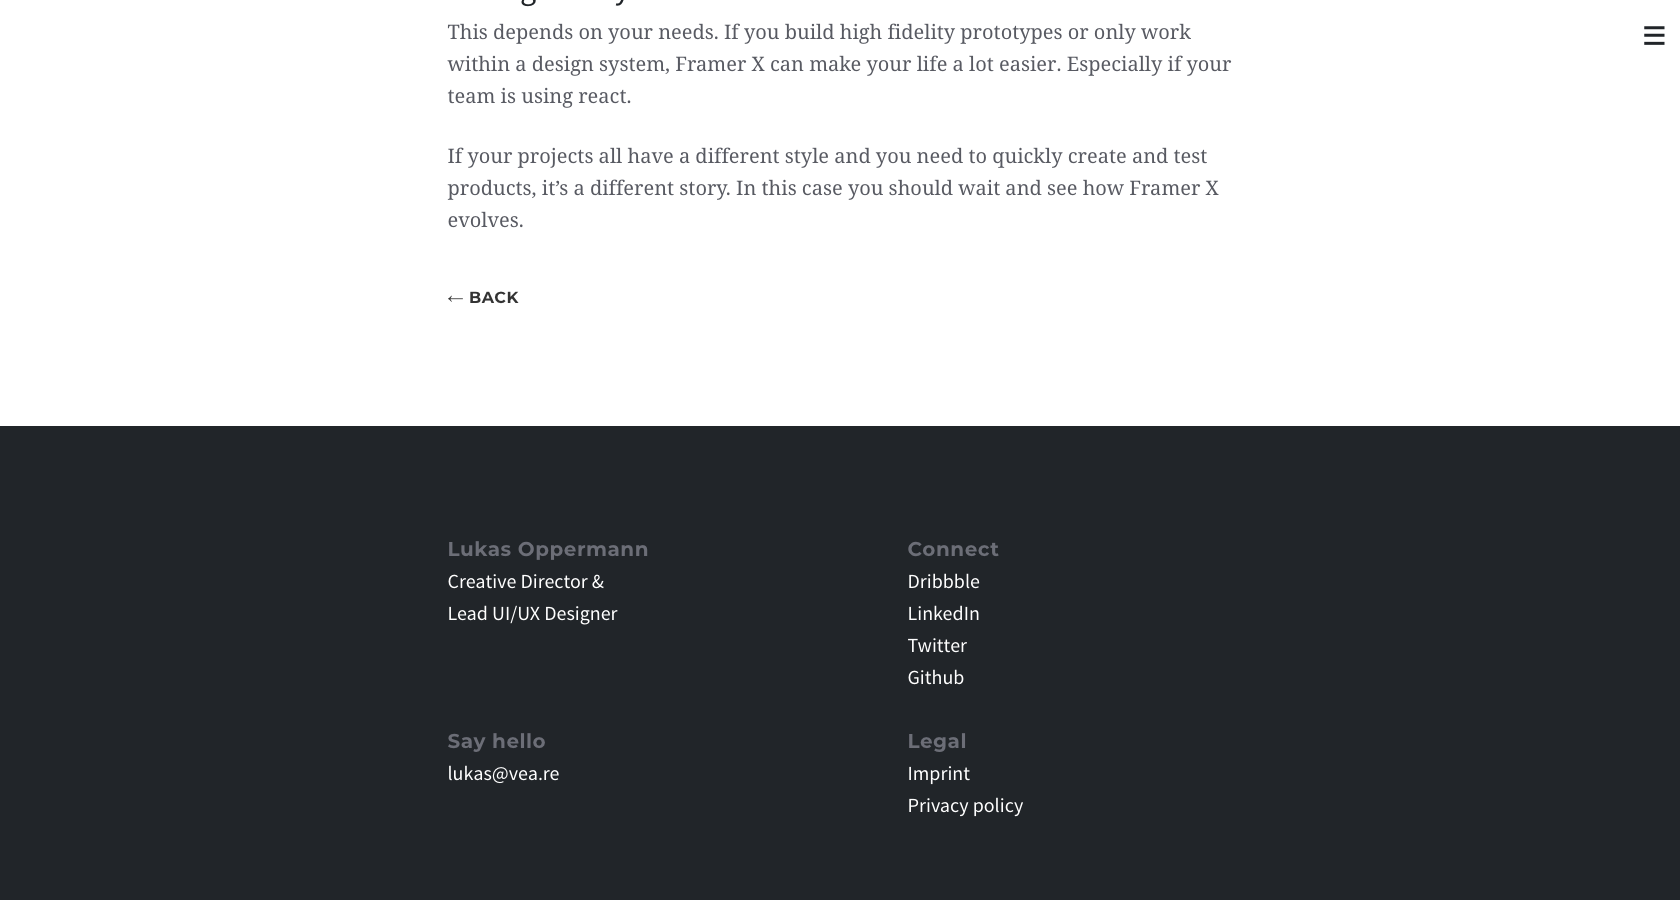 This depends on your needs. If you build high fidelity prototypes or only work
within a design system, Framer X can make your life a lot easier. Especially if your
team is using react.
If your projects all have a different style and you need to quickly create and test
products, it’s a different story. In this case you should wait and see how Framer X
evolves.
← BACK
Lukas Oppermann
Creative Director &
Lead UI/UX Designer
Connect
Dribbble
LinkedIn
Twitter
Github
Say hello
lukas@vea.re
Legal
Imprint
Privacy policy